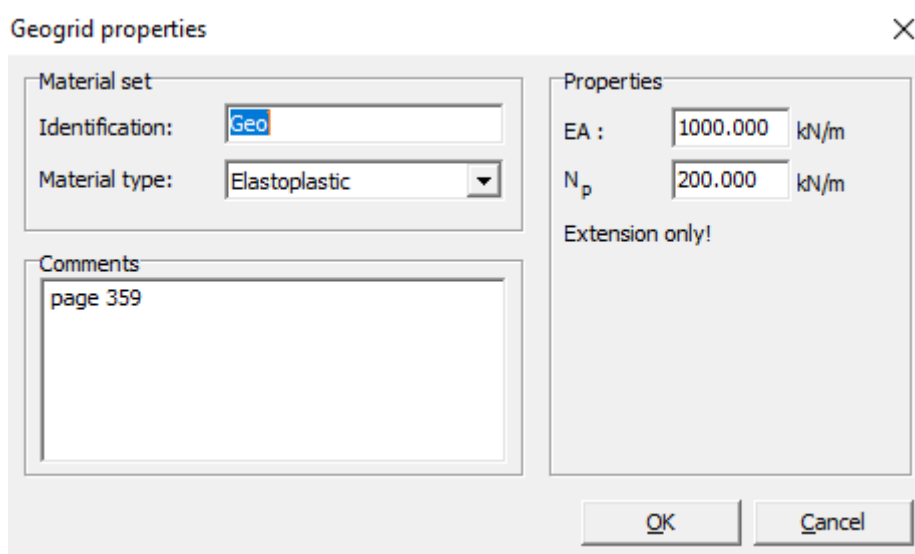 Geogrid properties
Material set
Identification: Geo
Material type: Elastoplastic
Comments
page 359
Properties
EA : 1000.000 kN/m
Np 200.000 kN/m
Extension only!
OK Cancel